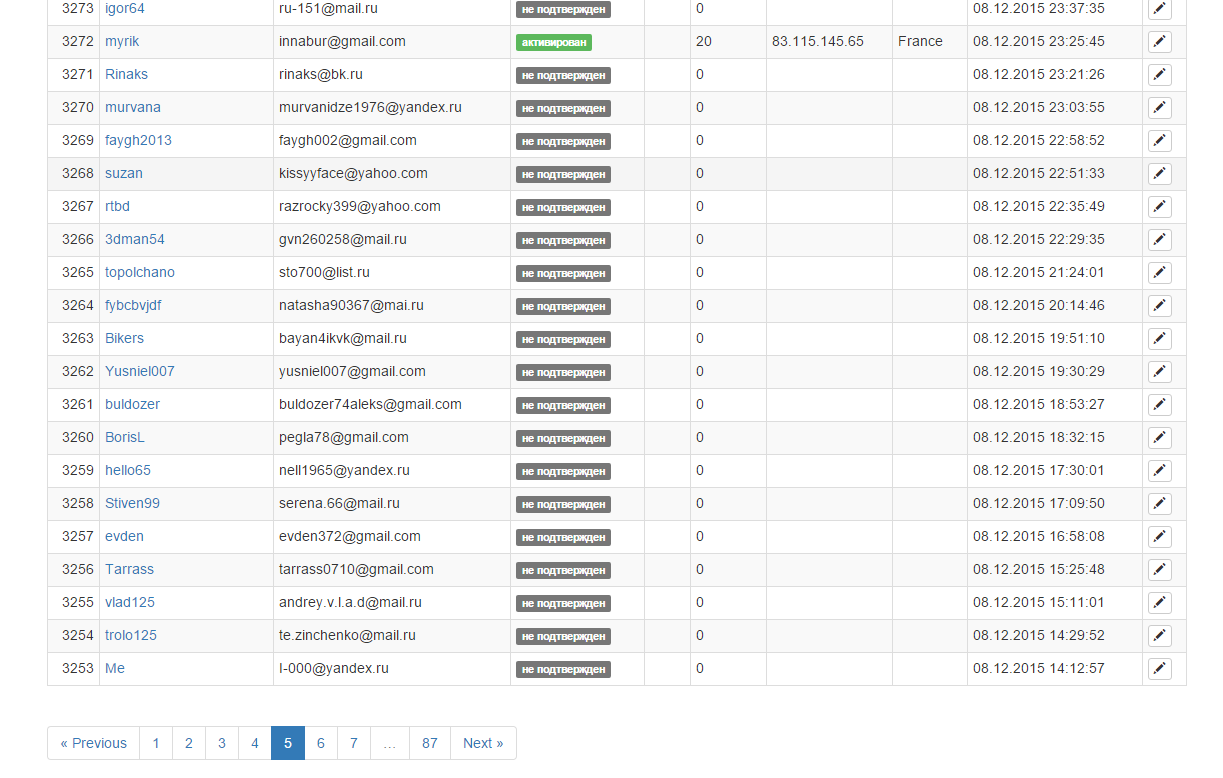 3273 igor64 ru-151@mail.ru не подтвержден 0 08.12.2015 23:37:35
3272 myrik innabur@gmail.com активирован 20 83.115.145.65 France 08.12.2015 23:25:45
3271 Rinaks rinaks@bk.ru не подтвержден 0 08.12.2015 23:21:26
3270 murvana murvanidze1976@yandex.ru не подтвержден 0 08.12.2015 23:03:55
3269 faygh2013 faygh002@gmail.com не подтвержден 0 08.12.2015 22:58:52
3268 suzan kissyyface@yahoo.com не подтвержден 0 08.12.2015 22:51:33
3267 rtbd razrocky399@yahoo.com не подтвержден 0 08.12.2015 22:35:49
3266 3dman54 gvn260258@mail.ru не подтвержден 0 08.12.2015 22:29:35
3265 topolchano sto700@list.ru не подтвержден 0 08.12.2015 21:24:01
3264 fybcbvjdf natasha90367@mai.ru не подтвержден 0 08.12.2015 20:14:46
3263 Bikers bayan4ikvk@mail.ru не подтвержден 0 08.12.2015 19:51:10
3262 Yusniel007 yusniel007@gmail.com не подтвержден 0 08.12.2015 19:30:29
3261 buldozer buldozer74aleks@gmail.com не подтвержден 0 08.12.2015 18:53:27
3260 BorisL pegla78@gmail.com не подтвержден 0 08.12.2015 18:32:15
3259 hello65 nell1965@yandex.ru не подтвержден 0 08.12.2015 17:30:01
3258 Stiven99 serena.66@mail.ru не подтвержден 0 08.12.2015 17:09:50
3257 evden evden372@gmail.com не подтвержден 0 08.12.2015 16:58:08
3256 Tarrass tarrass0710@gmail.com не подтвержден 0 08.12.2015 15:25:48
3255 vlad125 andrey.v.l.a.d@mail.ru не подтвержден 0 08.12.2015 15:11:01
3254 trolo125 te.zinchenko@mail.ru не подтвержден 0 08.12.2015 14:29:52
3253 Me I-000@yandex.ru не подтвержден 0 08.12.2015 14:12:57
« Previous 1 2 3 4 5 6 7 … 87 Next »